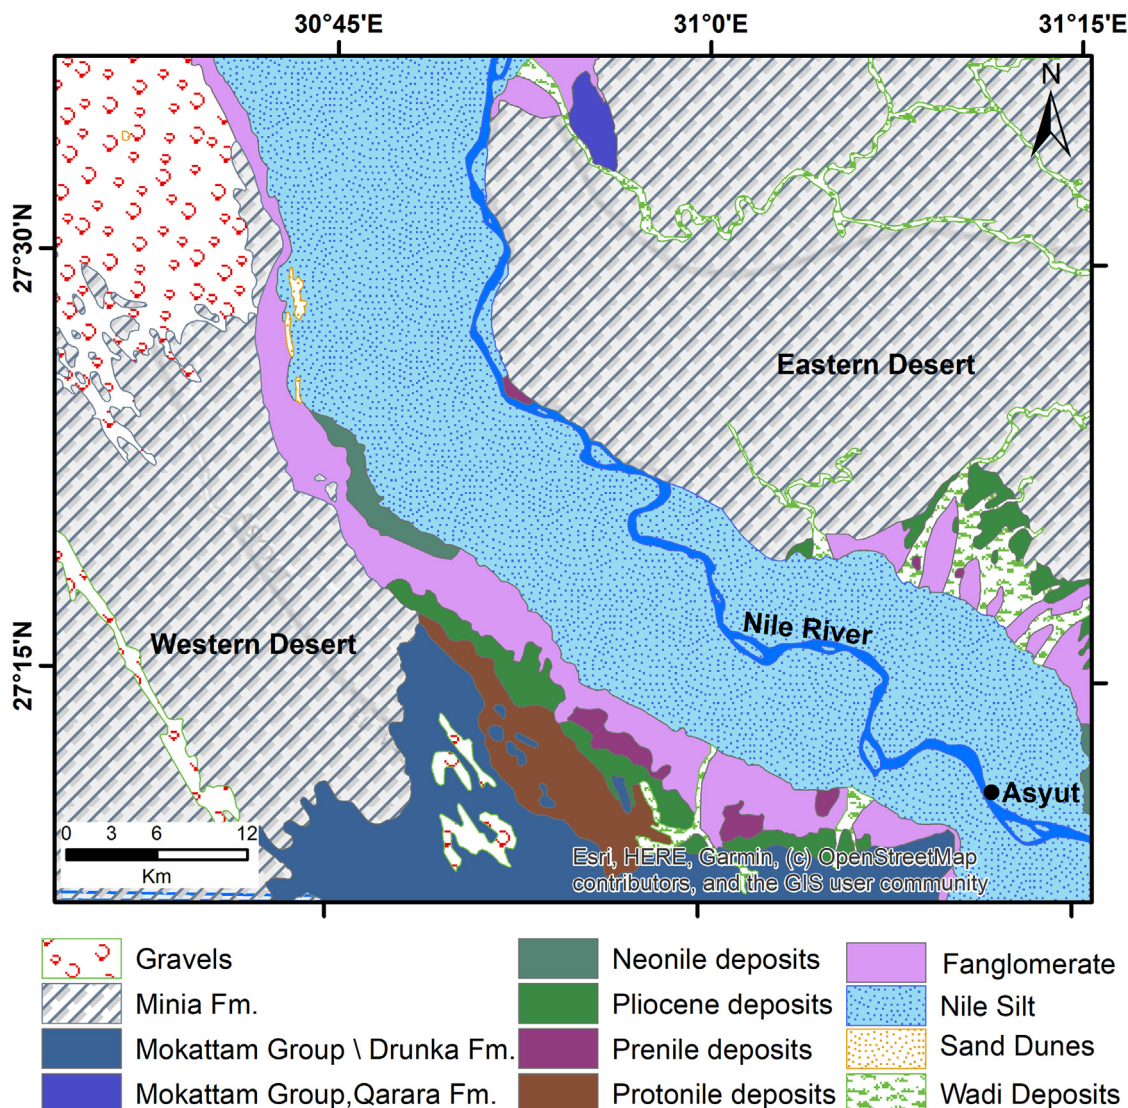 30°45'E
31°0'E
31°15'E
N
27°30'N
Eastern Desert
Nile River
27°15'N
Western Desert
Asyut
0 3 6 12
Km
Esri, HERE, Garmin, (c) OpenStreetMap
contributors, and the GIS user community
Gravels
Minia Fm.
Mokattam Group \ Drunka Fm.
Mokattam Group,Qarara Fm.
Neonile deposits
Pliocene deposits
Prenile deposits
Protonile deposits
Fanglomerate
Nile Silt
Sand Dunes
Wadi Deposits